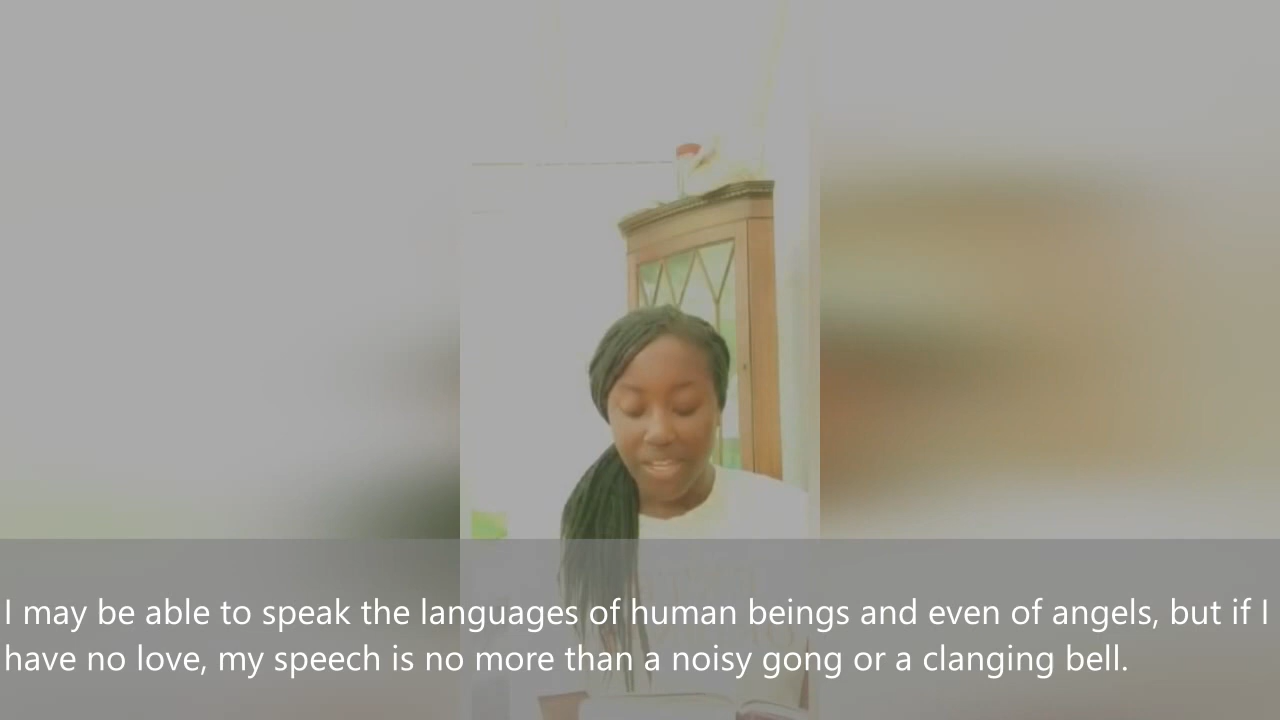 I may be able to speak the languages of human beings and even of angels, but if I
have no love, my speech is no more than a noisy gong or a clanging bell.